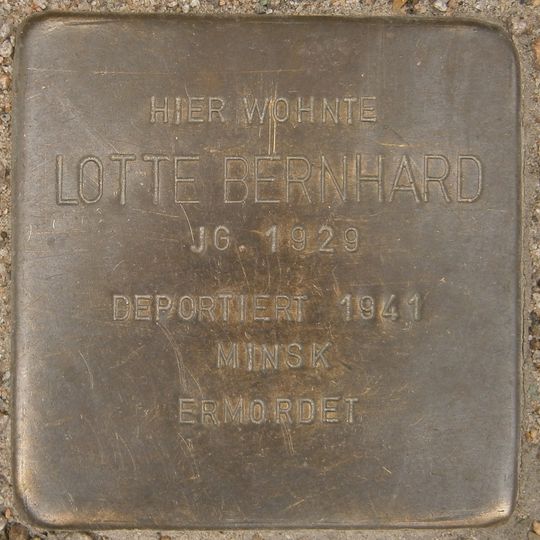 HIER WOHNTE
LOTTE BERNHARD
JG. 1929
DEPORTIERT 1941
MINSK
ERMORDET